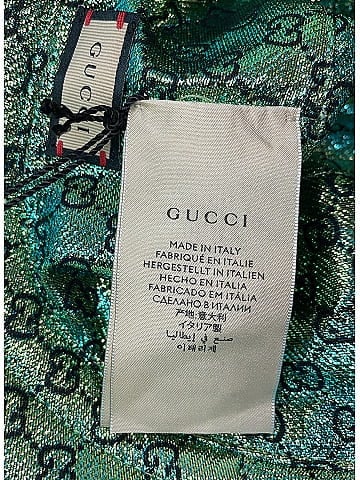 GUCCI
GUCCI
MADE IN ITALY
FABRIQUÉ EN ITALIE
HERGESTELLT IN ITALIEN
HECHO EN ITALIA
FABRICADO EM ITÁLIA
СДЕЛАНО В ИТАЛИИ
产地:意大利
イタリア製
صنع في إيطاليا
이태리제